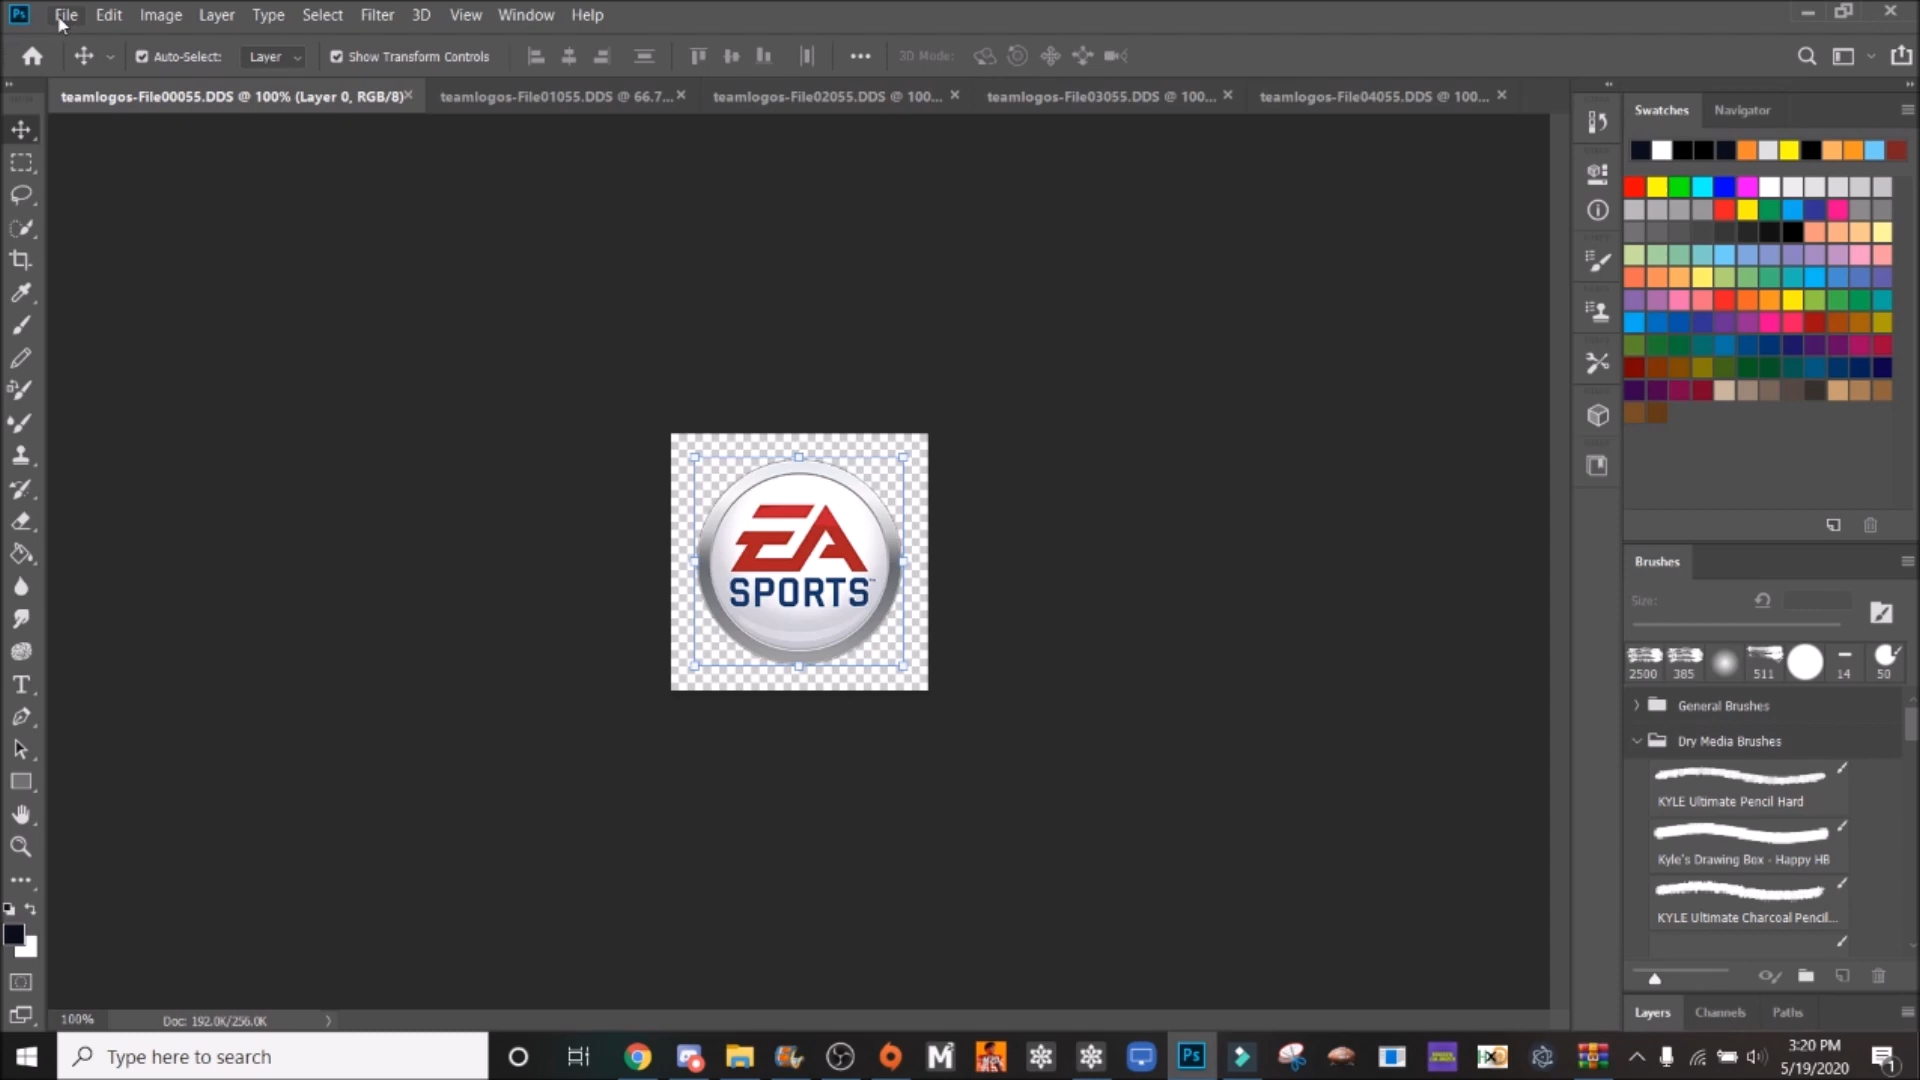 Ps File Edit Image Layer Type Select Filter 3D View Window Help
Auto-Select: Layer Show Transform Controls 3D Mode:
teamlogos-File00055.DDS @ 100% (Layer 0, RGB/8) teamlogos-File01055.DDS @ 66.7... teamlogos-File02055.DDS @ 100... teamlogos-File03055.DDS @ 100... teamlogos-File04055.DDS @ 100...
Swatches Navigator
EA
SPORTS
Brushes
Size:
2500 385 511 14 50
General Brushes
Dry Media Brushes
KYLE Ultimate Pencil Hard
Kyle's Drawing Box - Happy HB
KYLE Ultimate Charcoal Pencil...
100% Doc: 192.0K/256.0K
Layers Channels Paths
Type here to search
Ps
3:20 PM
5/19/2020
1